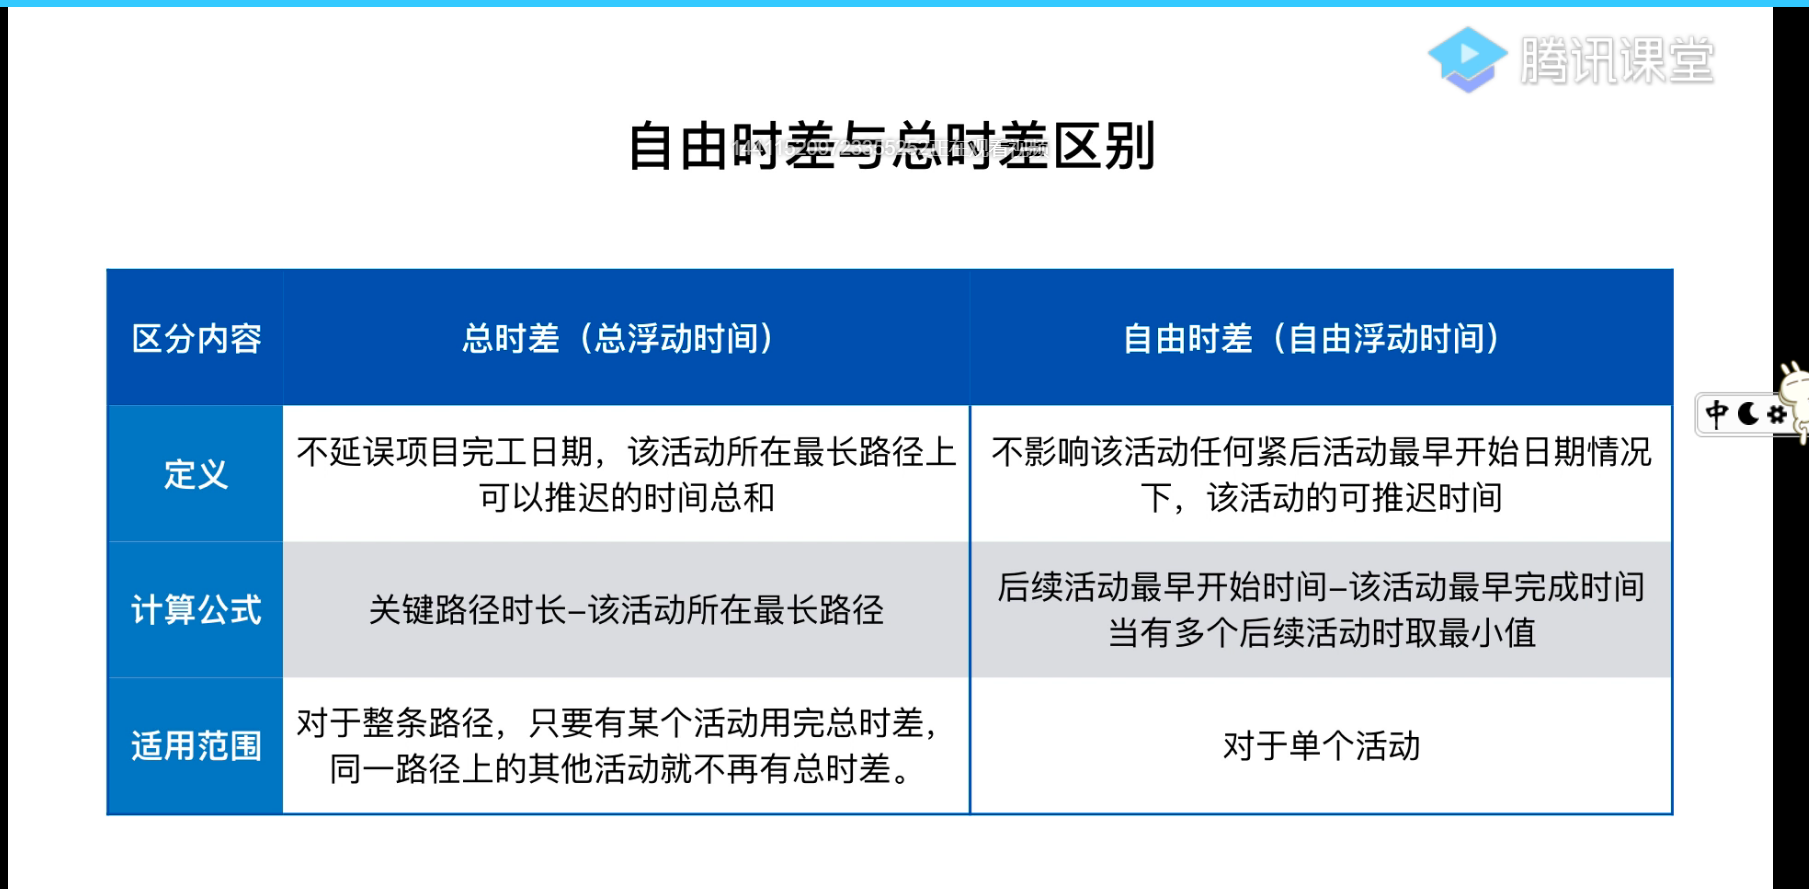 腾讯课堂
自由时差与总时差区别
正在观看视频
区分内容
总时差（总浮动时间）
自由时差（自由浮动时间）
定义
不延误项目完工日期，该活动所在最长路径上
可以推迟的时间总和
不影响该活动任何紧后活动最早开始日期情况
下，该活动的可推迟时间
计算公式
关键路径时长–该活动所在最长路径
后续活动最早开始时间–该活动最早完成时间
当有多个后续活动时取最小值
适用范围
对于整条路径，只要有某个活动用完总时差，
同一路径上的其他活动就不再有总时差。
对于单个活动
中